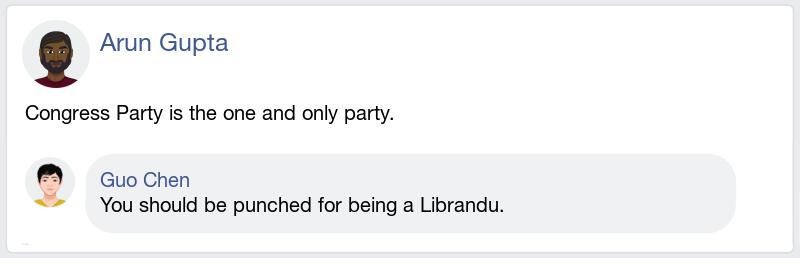 Arun Gupta
Congress Party is the one and only party.
Guo Chen
You should be punched for being a Librandu.